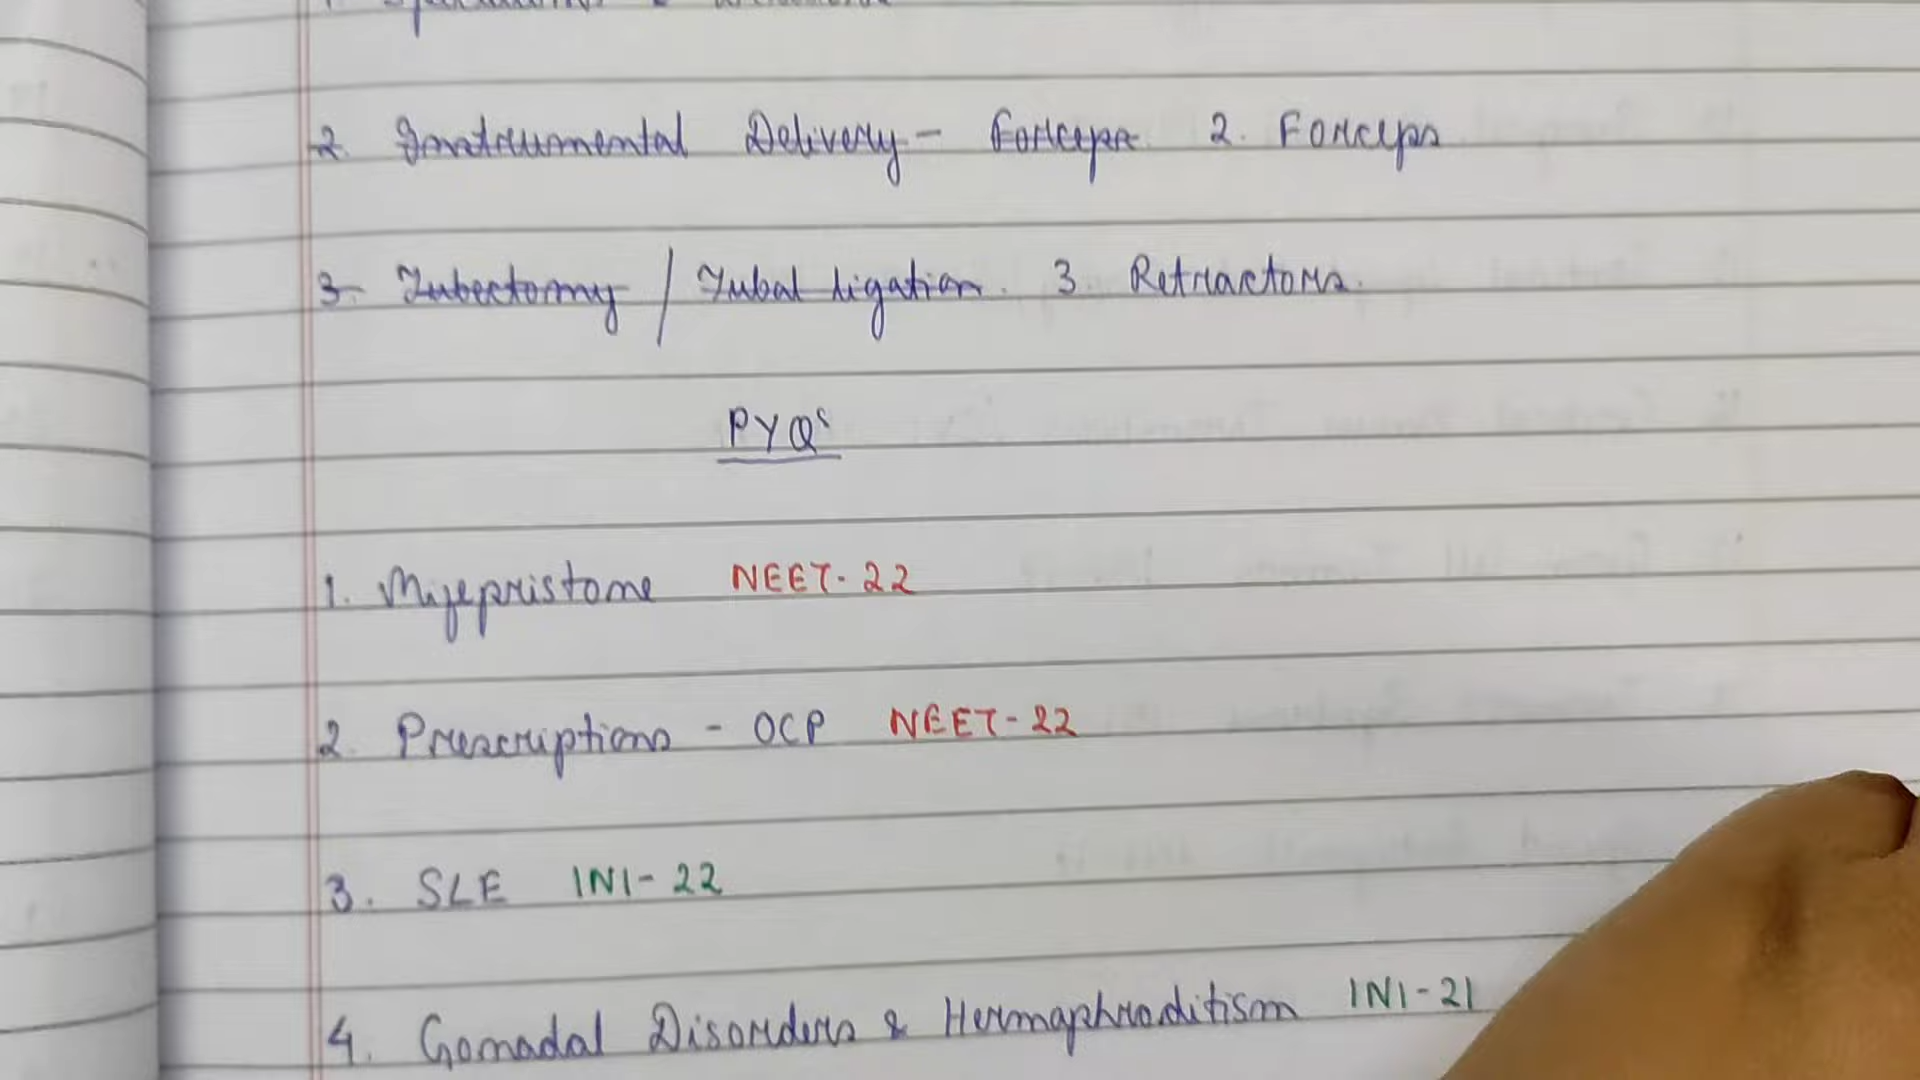 2. Instrumental Delivery - Forceps 2. Forceps
3. Tubectomy / Tubal ligation. 3. Retractors.
PYQs
1. Mifepristone NEET-22
2. Prescriptions - OCP NEET-22
3. SLE INI-22
4. Gonadal Disorders & Hermaphroditism INI-21